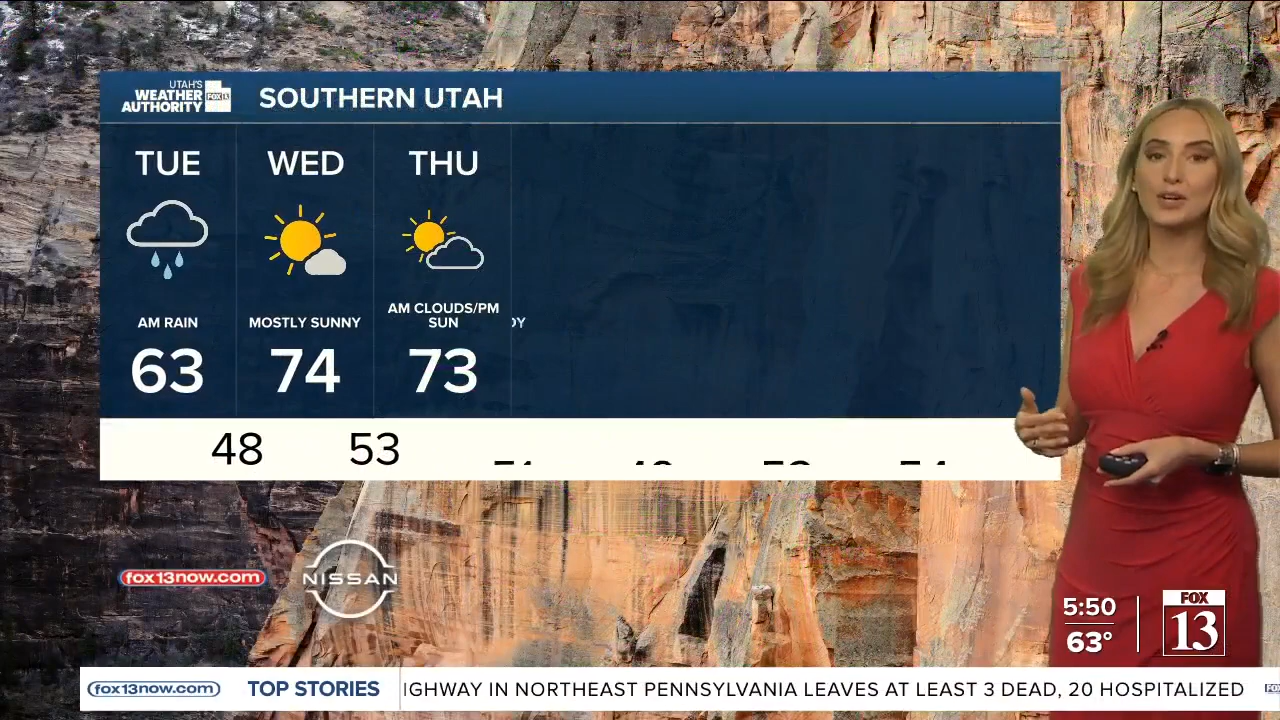 UTAH'S
WEATHER
AUTHORITY
FOX 13
SOUTHERN UTAH
TUE
WED
THU
AM RAIN
MOSTLY SUNNY
AM CLOUDS/PM
SUN
DY
63
74
73
48
53
fox13now.com
NISSAN
5:50
63°
FOX
13
fox13now.com
TOP STORIES
IGHWAY IN NORTHEAST PENNSYLVANIA LEAVES AT LEAST 3 DEAD, 20 HOSPITALIZED